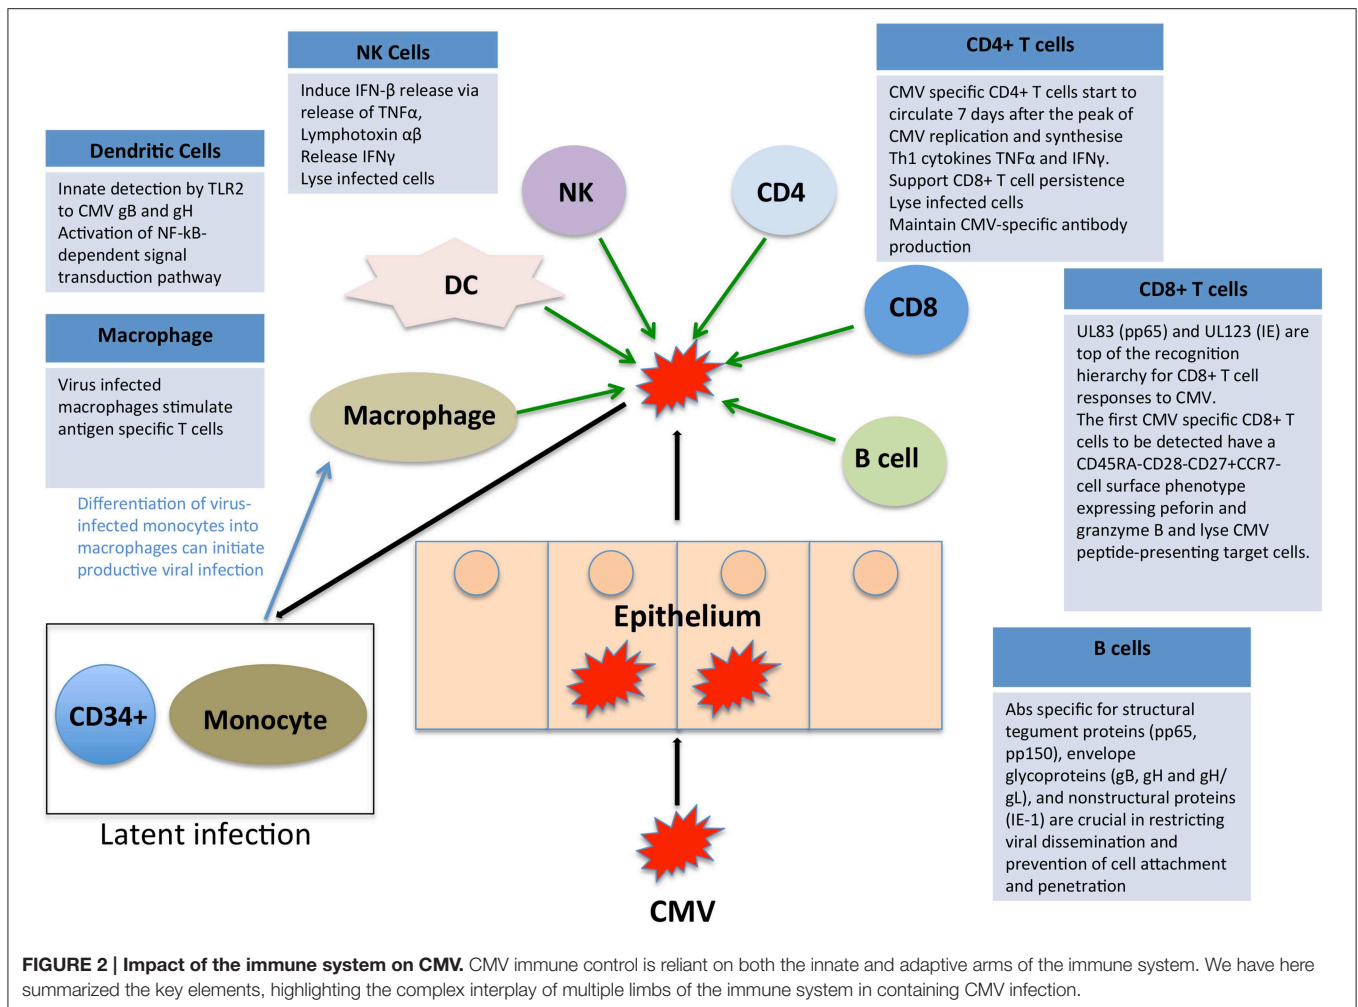 NK Cells
Induce IFN-β release via
release of TNFα,
Lymphotoxin αβ
Release IFNγ
Lyse infected cells
CD4+ T cells
CMV specific CD4+ T cells start to
circulate 7 days after the peak of
CMV replication and synthesise
Th1 cytokines TNFα and IFNγ.
Support CD8+ T cell persistence
Lyse infected cells
Maintain CMV-specific antibody
production
Dendritic Cells
Innate detection by TLR2
to CMV gB and gH
Activation of NF-kB-
dependent signal
transduction pathway
Macrophage
Virus infected
macrophages stimulate
antigen specific T cells
NK
CD4
DC
CD8
Macrophage
B cell
CD8+ T cells
UL83 (pp65) and UL123 (IE) are
top of the recognition
hierarchy for CD8+ T cell
responses to CMV.
The first CMV specific CD8+ T
cells to be detected have a
CD45RA-CD28-CD27+CCR7-
cell surface phenotype
expressing peforin and
granzyme B and lyse CMV
peptide-presenting target cells.
Differentiation of virus-
infected monocytes into
macrophages can initiate
productive viral infection
Epithelium
CD34+
Monocyte
Latent infection
CMV
B cells
Abs specific for structural
tegument proteins (pp65,
pp150), envelope
glycoproteins (gB, gH and gH/
gL), and nonstructural proteins
(IE-1) are crucial in restricting
viral dissemination and
prevention of cell attachment
and penetration
FIGURE 2 | Impact of the immune system on CMV. CMV immune control is reliant on both the innate and adaptive arms of the immune system. We have here
summarized the key elements, highlighting the complex interplay of multiple limbs of the immune system in containing CMV infection.